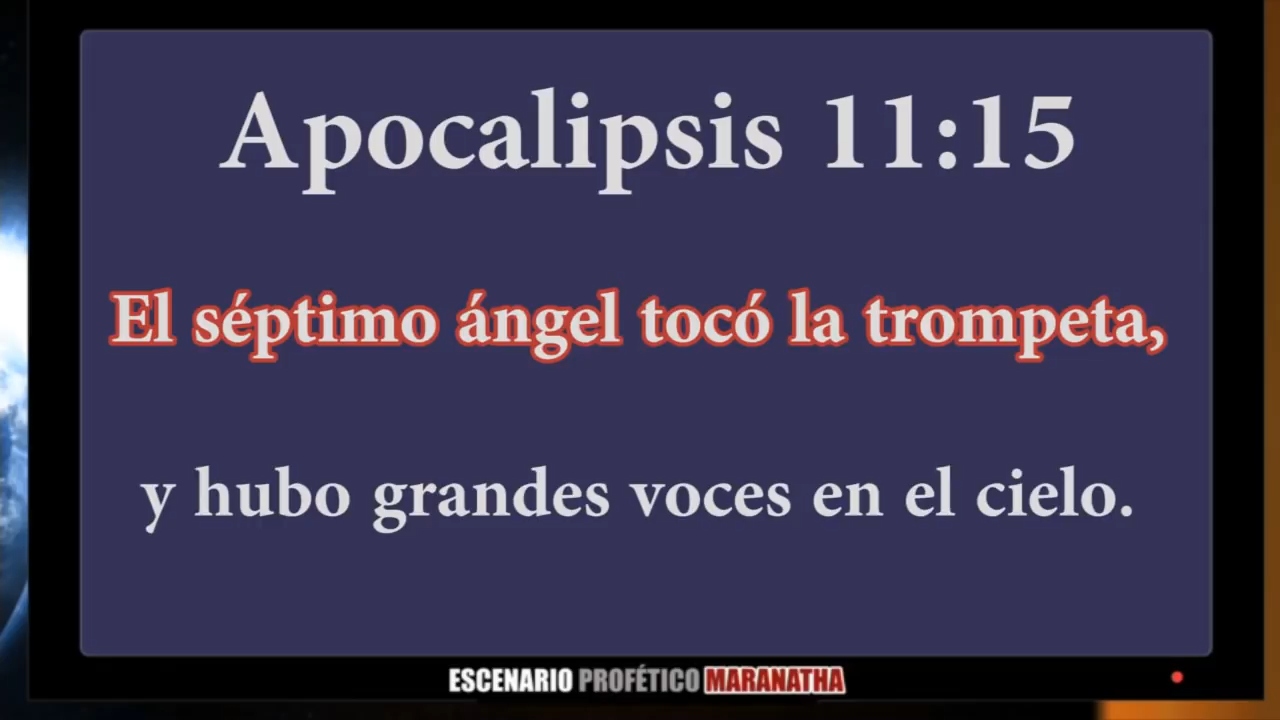 Apocalipsis 11:15
El séptimo ángel tocó la trompeta,
y hubo grandes voces en el cielo.
ESCENARIO PROFÉTICO MARANATHA